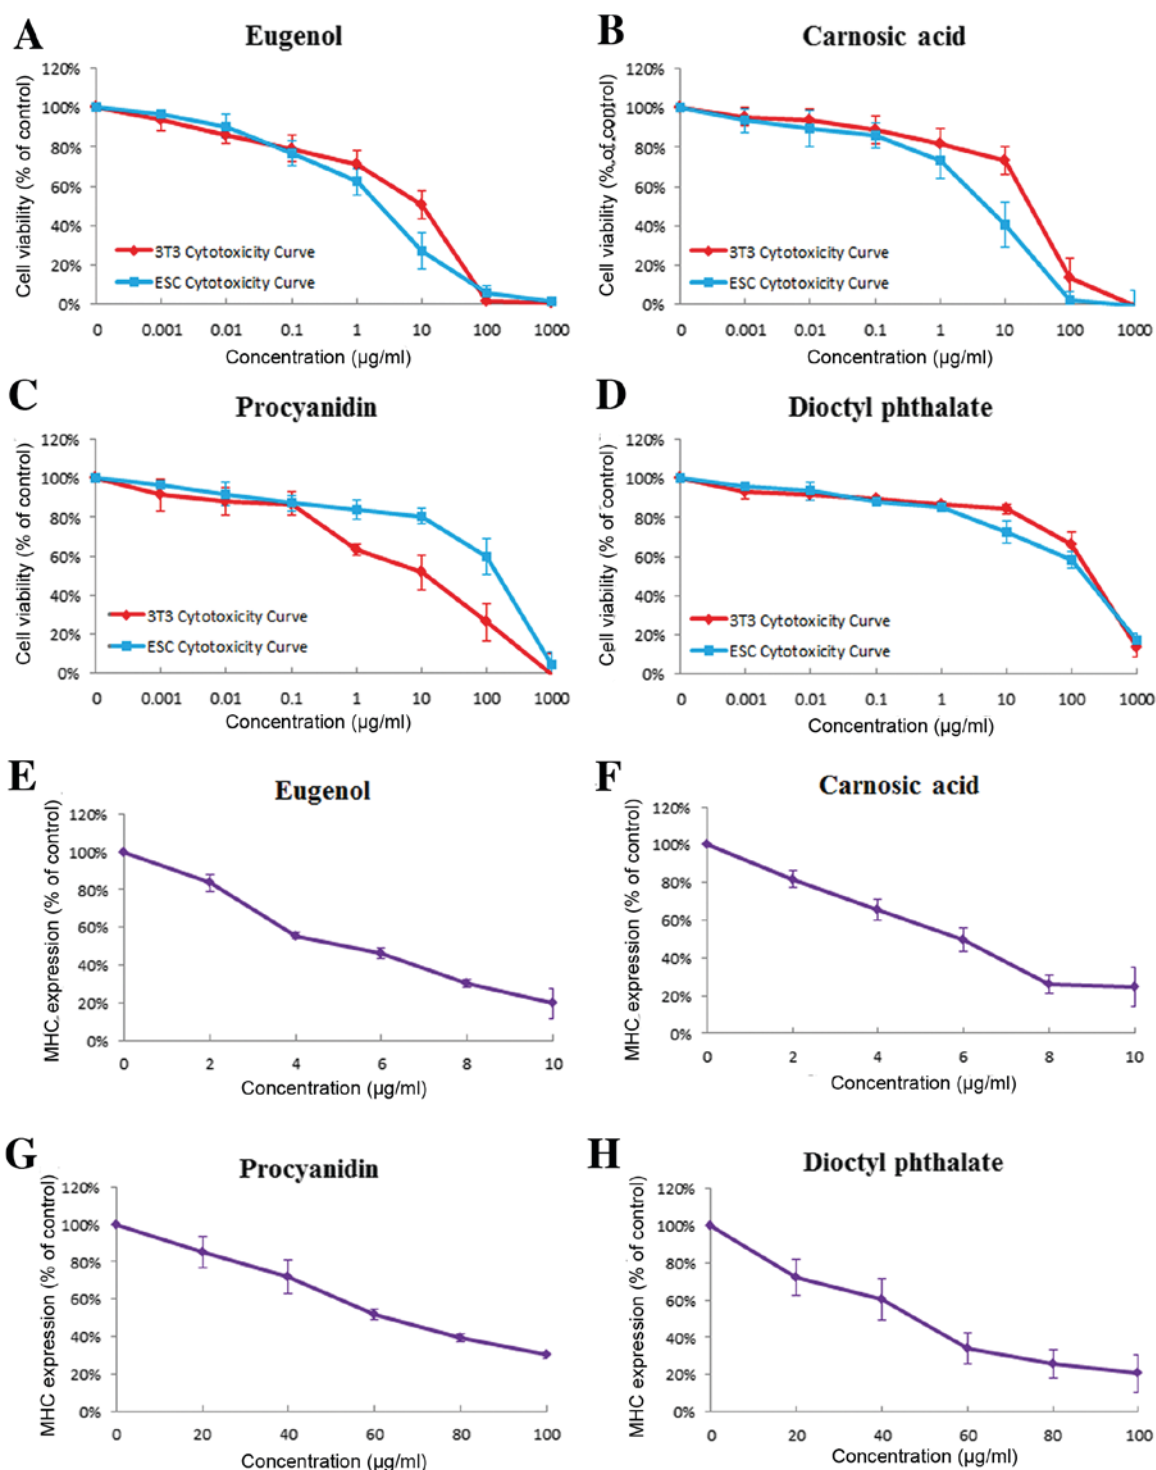 A
Eugenol
120%
100%
80%
60%
40%
20%
0%
Cell viability (% of control)
3T3 Cytotoxicity Curve
ESC Cytotoxicity Curve
0 0.001 0.01 0.1 1 10 100 1000
Concentration (µg/ml)
B
Carnosic acid
120%
100%
80%
60%
40%
20%
0%
Cell viability (% of control)
3T3 Cytotoxicity Curve
ESC Cytotoxicity Curve
0 0.001 0.01 0.1 1 10 100 1000
Concentration (µg/ml)
C
Procyanidin
120%
100%
80%
60%
40%
20%
0%
Cell viability (% of control)
3T3 Cytotoxicity Curve
ESC Cytotoxicity Curve
0 0.001 0.01 0.1 1 10 100 1000
Concentration (µg/ml)
D
Dioctyl phthalate
120%
100%
80%
60%
40%
20%
0%
Cell viability (% of control)
3T3 Cytotoxicity Curve
ESC Cytotoxicity Curve
0 0.001 0.01 0.1 1 10 100 1000
Concentration (µg/ml)
E
Eugenol
120%
100%
80%
60%
40%
20%
0%
MHC expression (% of control)
0 2 4 6 8 10
Concentration (µg/ml)
F
Carnosic acid
120%
100%
80%
60%
40%
20%
0%
MHC expression (% of control)
0 2 4 6 8 10
Concentration (µg/ml)
G
Procyanidin
120%
100%
80%
60%
40%
20%
0%
MHC expression (% of control)
0 20 40 60 80 100
Concentration (µg/ml)
H
Dioctyl phthalate
120%
100%
80%
60%
40%
20%
0%
MHC expression (% of control)
0 20 40 60 80 100
Concentration (µg/ml)